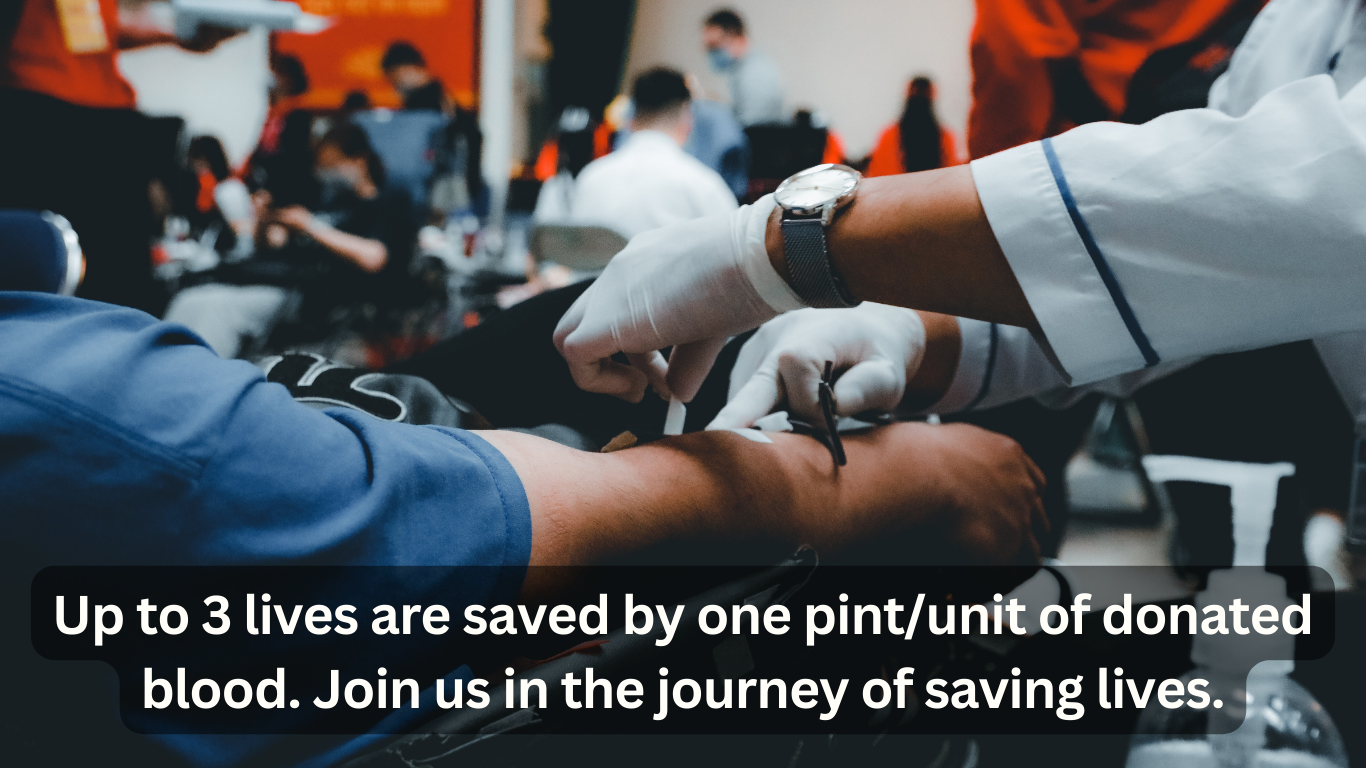 Up to 3 lives are saved by one pint/unit of donated
blood. Join us in the journey of saving lives.